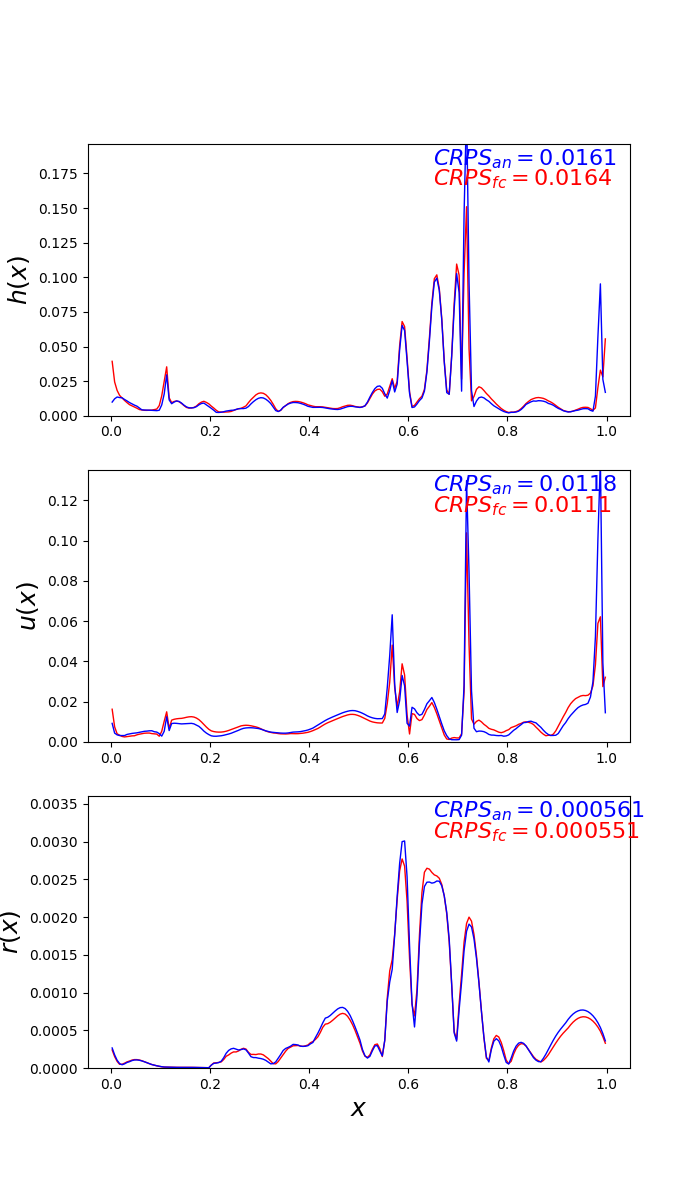 CRPS_an = 0.0161
CRPS_fc = 0.0164
h(x)
0.175
0.150
0.125
0.100
0.075
0.050
0.025
0.000
0.0 0.2 0.4 0.6 0.8 1.0
CRPS_an = 0.0118
CRPS_fc = 0.0111
u(x)
0.12
0.10
0.08
0.06
0.04
0.02
0.00
0.0 0.2 0.4 0.6 0.8 1.0
CRPS_an = 0.000561
CRPS_fc = 0.000551
r(x)
0.0035
0.0030
0.0025
0.0020
0.0015
0.0010
0.0005
0.0000
0.0 0.2 0.4 0.6 0.8 1.0
x